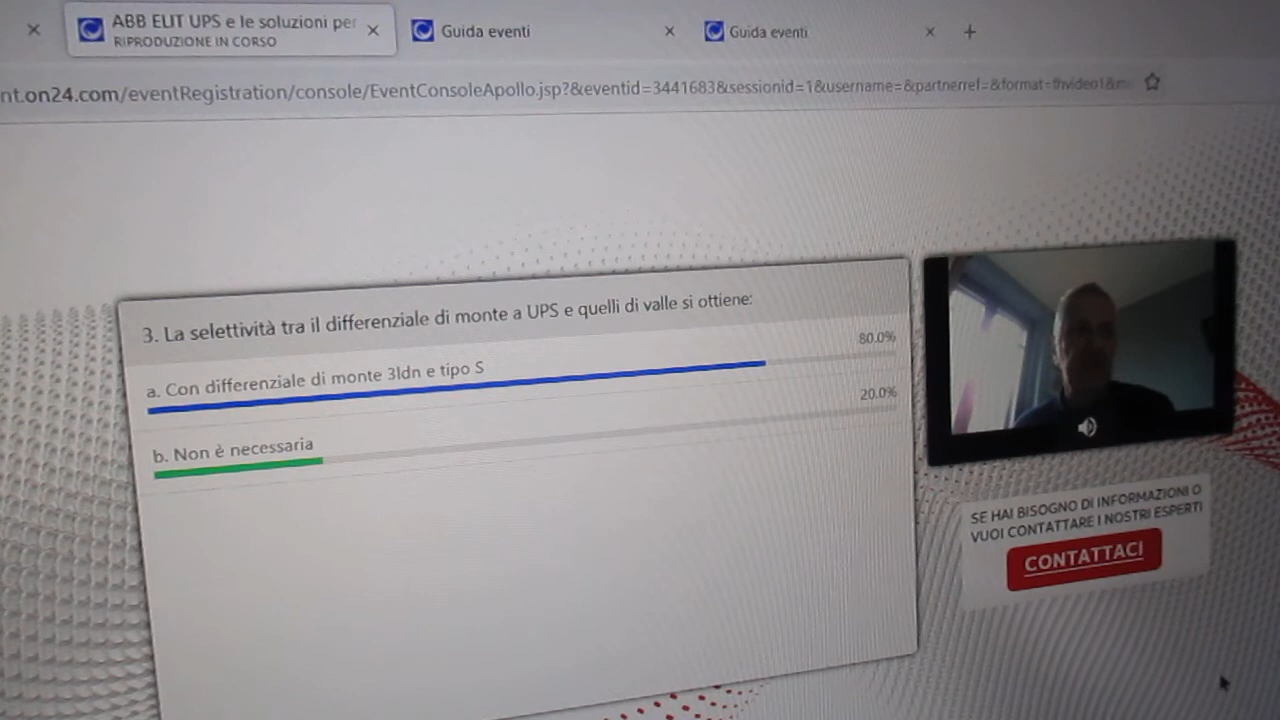 ABB ELIT UPS e le soluzioni per
RIPRODUZIONE IN CORSO
Guida eventi
Guida eventi
nt.on24.com/eventRegistration/console/EventConsoleApollo.jsp?&eventid=3441683&sessionid=1&username=&partnerref=&format=fhvideo1&m
3. La selettività tra il differenziale di monte a UPS e quelli di valle si ottiene:
a. Con differenziale di monte 3ldn e tipo S
80.0%
b. Non è necessaria
20.0%
SE HAI BISOGNO DI INFORMAZIONI O
VUOI CONTATTARE I NOSTRI ESPERTI
CONTATTACI